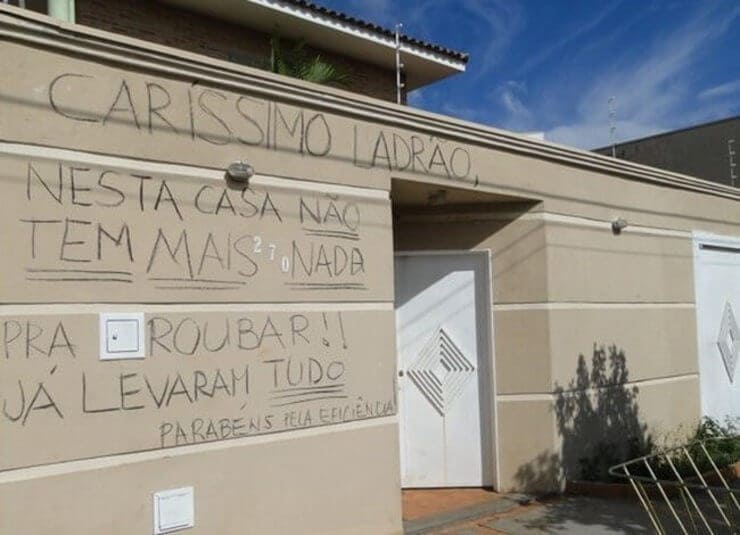 CARÍSSIMO LADRÃO,
NESTA CASA NÃO
TEM MAIS NADA
270
PRA ROUBAR!!
JÁ LEVARAM TUDO
PARABÉNS PELA EFICIÊNCIA